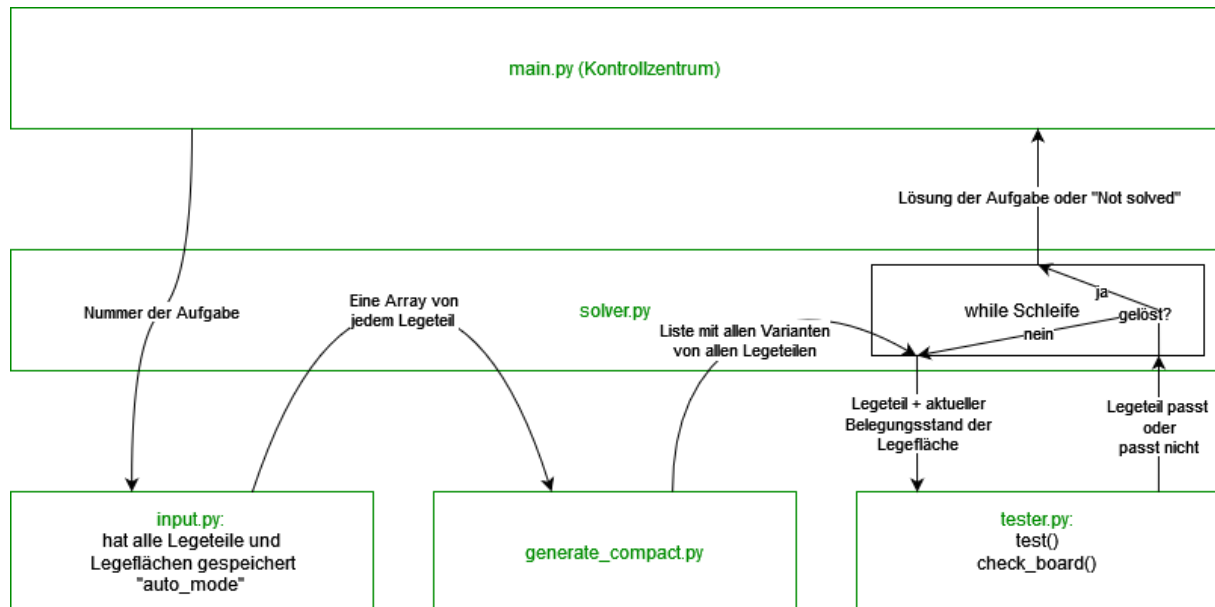 main.py (Kontrollzentrum)
Lösung der Aufgabe oder "Not solved"
Nummer der Aufgabe
Eine Array von
jedem Legeteil
solver.py
Liste mit allen Varianten
von allen Legeteilen
while Schleife
ja
gelöst?
nein
Legeteil + aktueller
Belegungsstand der
Legefläche
Legeteil passt
oder
passt nicht
input.py:
hat alle Legeteile und
Legeflächen gespeichert
"auto_mode"
generate_compact.py
tester.py:
test()
check_board()